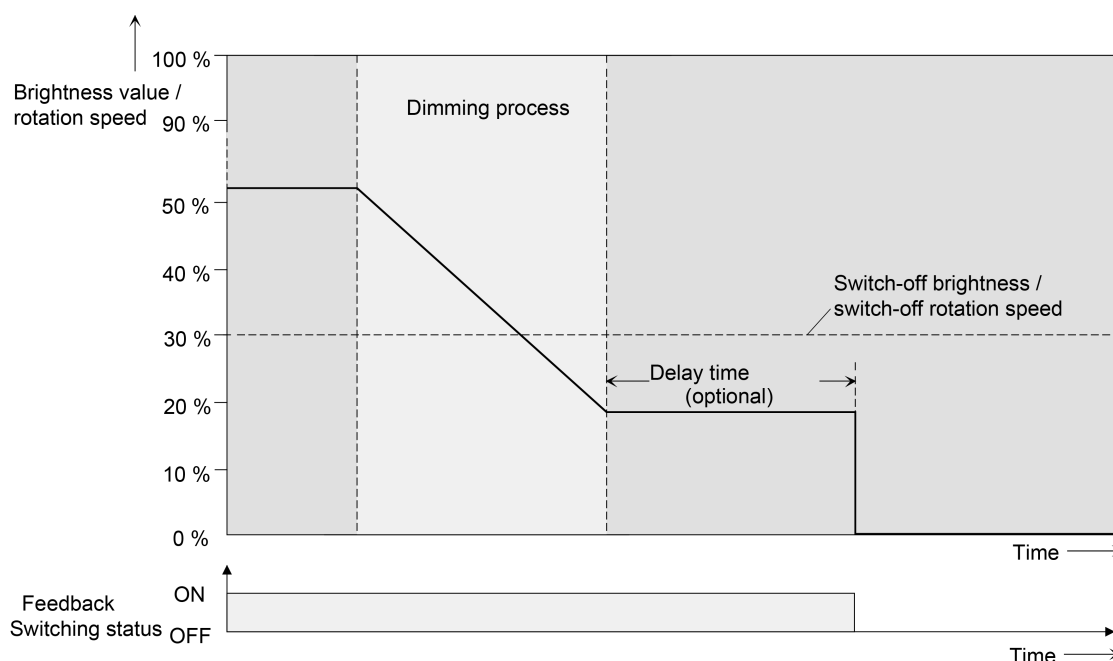 100 %
Brightness value /
rotation speed
90 %
Dimming process
50 %
40 %
Switch-off brightness /
switch-off rotation speed
30 %
Delay time
(optional)
20 %
10 %
0 %
Time
ON
Feedback
Switching status
OFF
Time